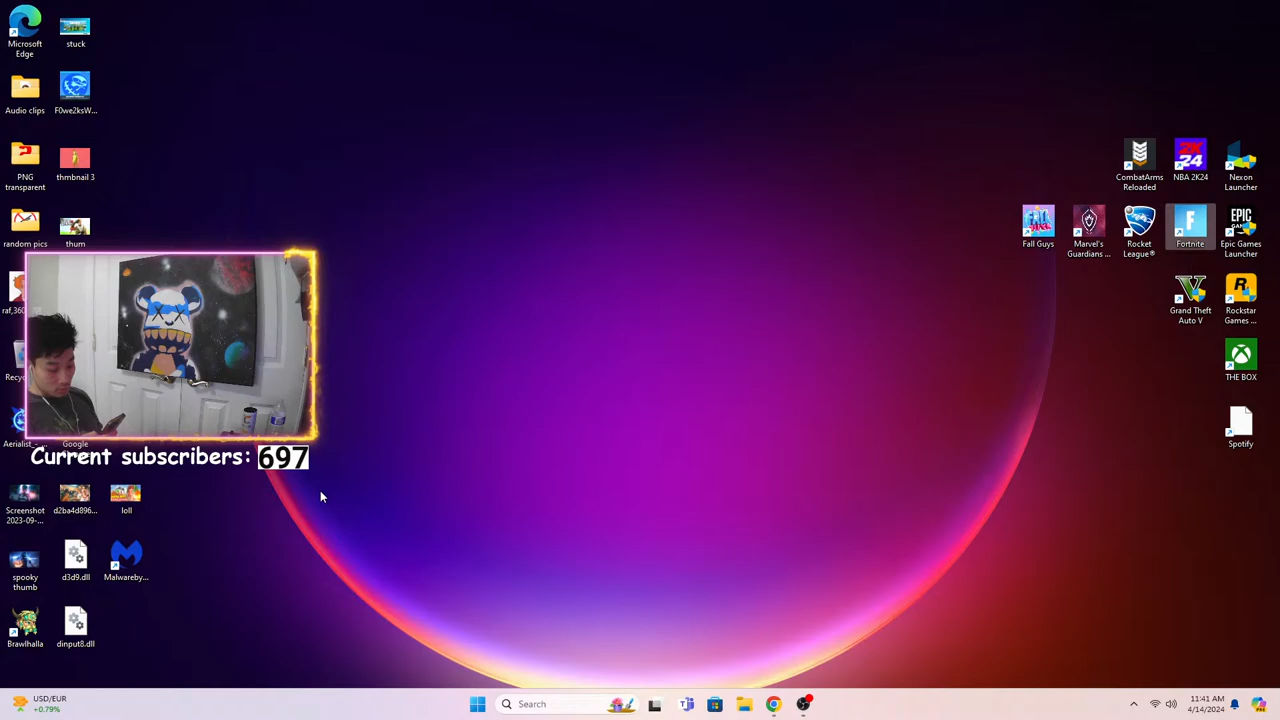 Microsoft
Edge
stuck
Audio clips
F0we2ksW...
PNG
transparent
thmbnail 3
random pics
thum
Current subscribers: 697
Screenshot
2023-09-...
d2ba4d896...
loll
spooky
thumb
d3d9.dll
Malwareby...
Brawlhalla
dinput8.dll
CombatArms
Reloaded
NBA 2K24
Nexon
Launcher
Fall Guys
Marvel's
Guardians ...
Rocket
League®
Fortnite
Epic Games
Launcher
Grand Theft
Auto V
Rockstar
Games ...
THE BOX
Spotify
USD/EUR
+0.79%
Search
11:41 AM
4/14/2024